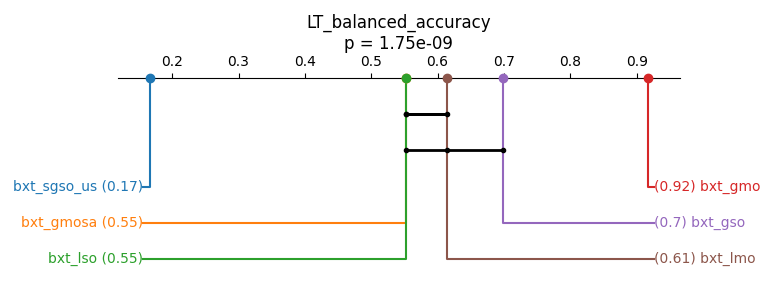 LT_balanced_accuracy
p = 1.75e-09
0.2 0.3 0.4 0.5 0.6 0.7 0.8 0.9
bxt_sgso_us (0.17) (0.92) bxt_gmo
bxt_gmosa (0.55) (0.7) bxt_gso
bxt_lso (0.55) (0.61) bxt_lmo